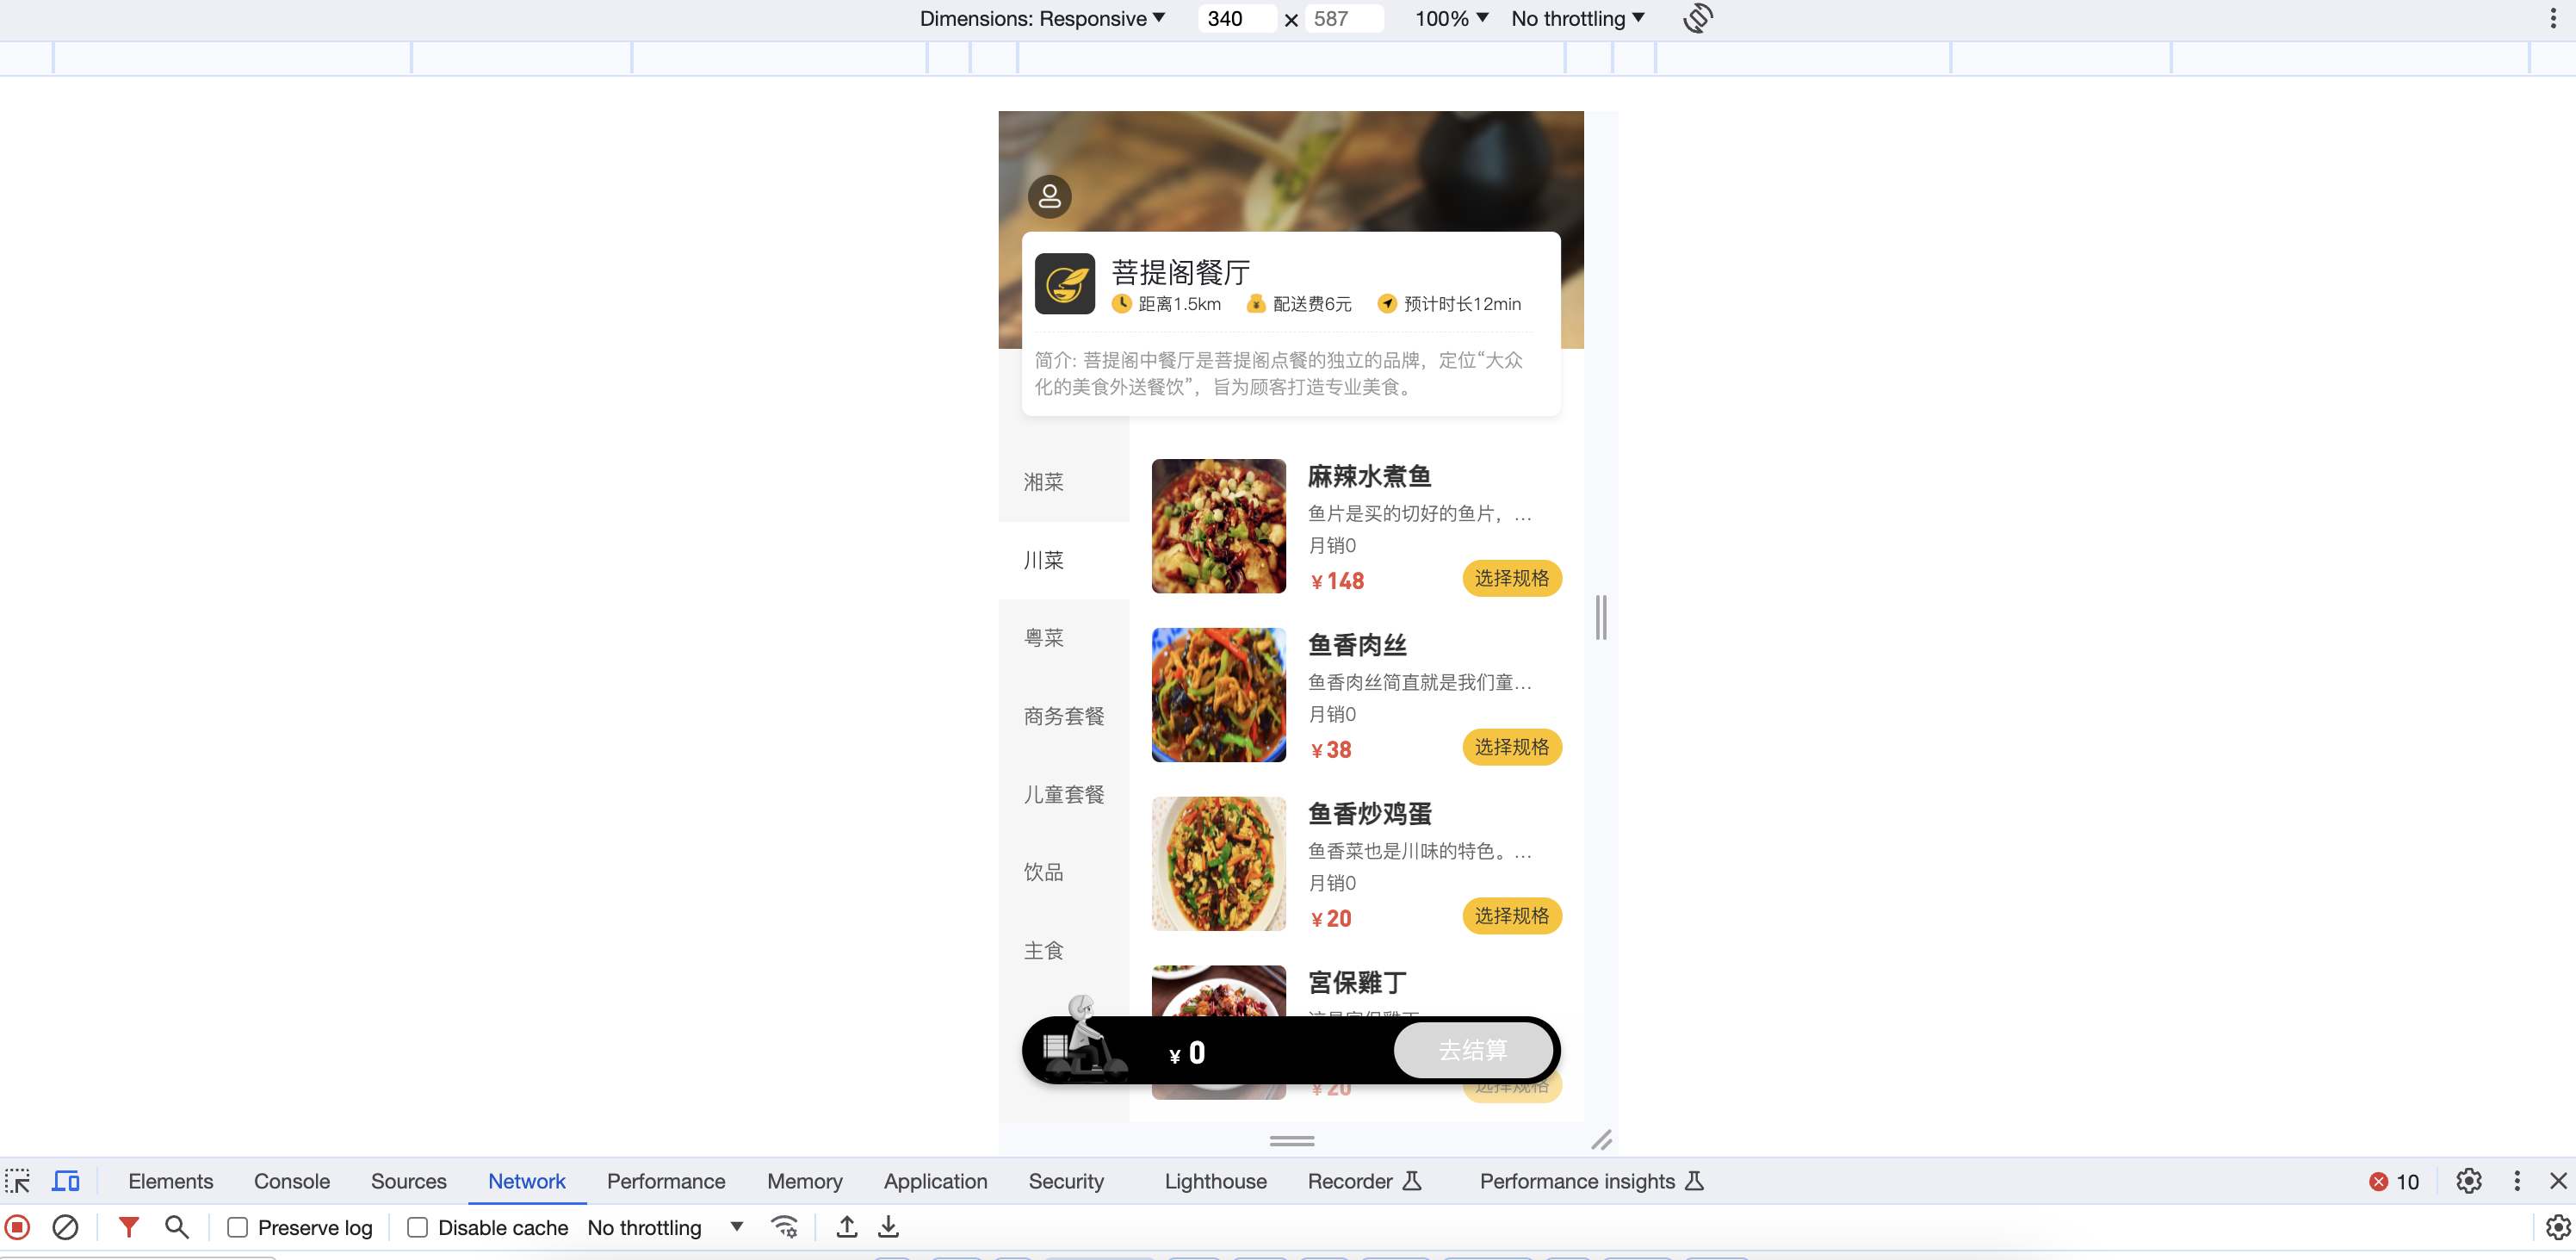 Dimensions: Responsive 340 × 587 100% No throttling
菩提阁餐厅
距离1.5km 配送费6元 预计时长12min
简介: 菩提阁中餐厅是菩提阁点餐的独立的品牌，定位“大众
化的美食外送餐饮”，旨为顾客打造专业美食。
湘菜
川菜
粤菜
商务套餐
儿童套餐
饮品
主食
麻辣水煮鱼
鱼片是买的切好的鱼片，...
月销0
¥148
选择规格
鱼香肉丝
鱼香肉丝简直就是我们童...
月销0
¥38
选择规格
鱼香炒鸡蛋
鱼香菜也是川味的特色。...
月销0
¥20
选择规格
宮保雞丁
¥20
选择规格
¥ 0
去结算
Elements Console Sources Network Performance Memory Application Security Lighthouse Recorder Performance insights 10
Preserve log Disable cache No throttling